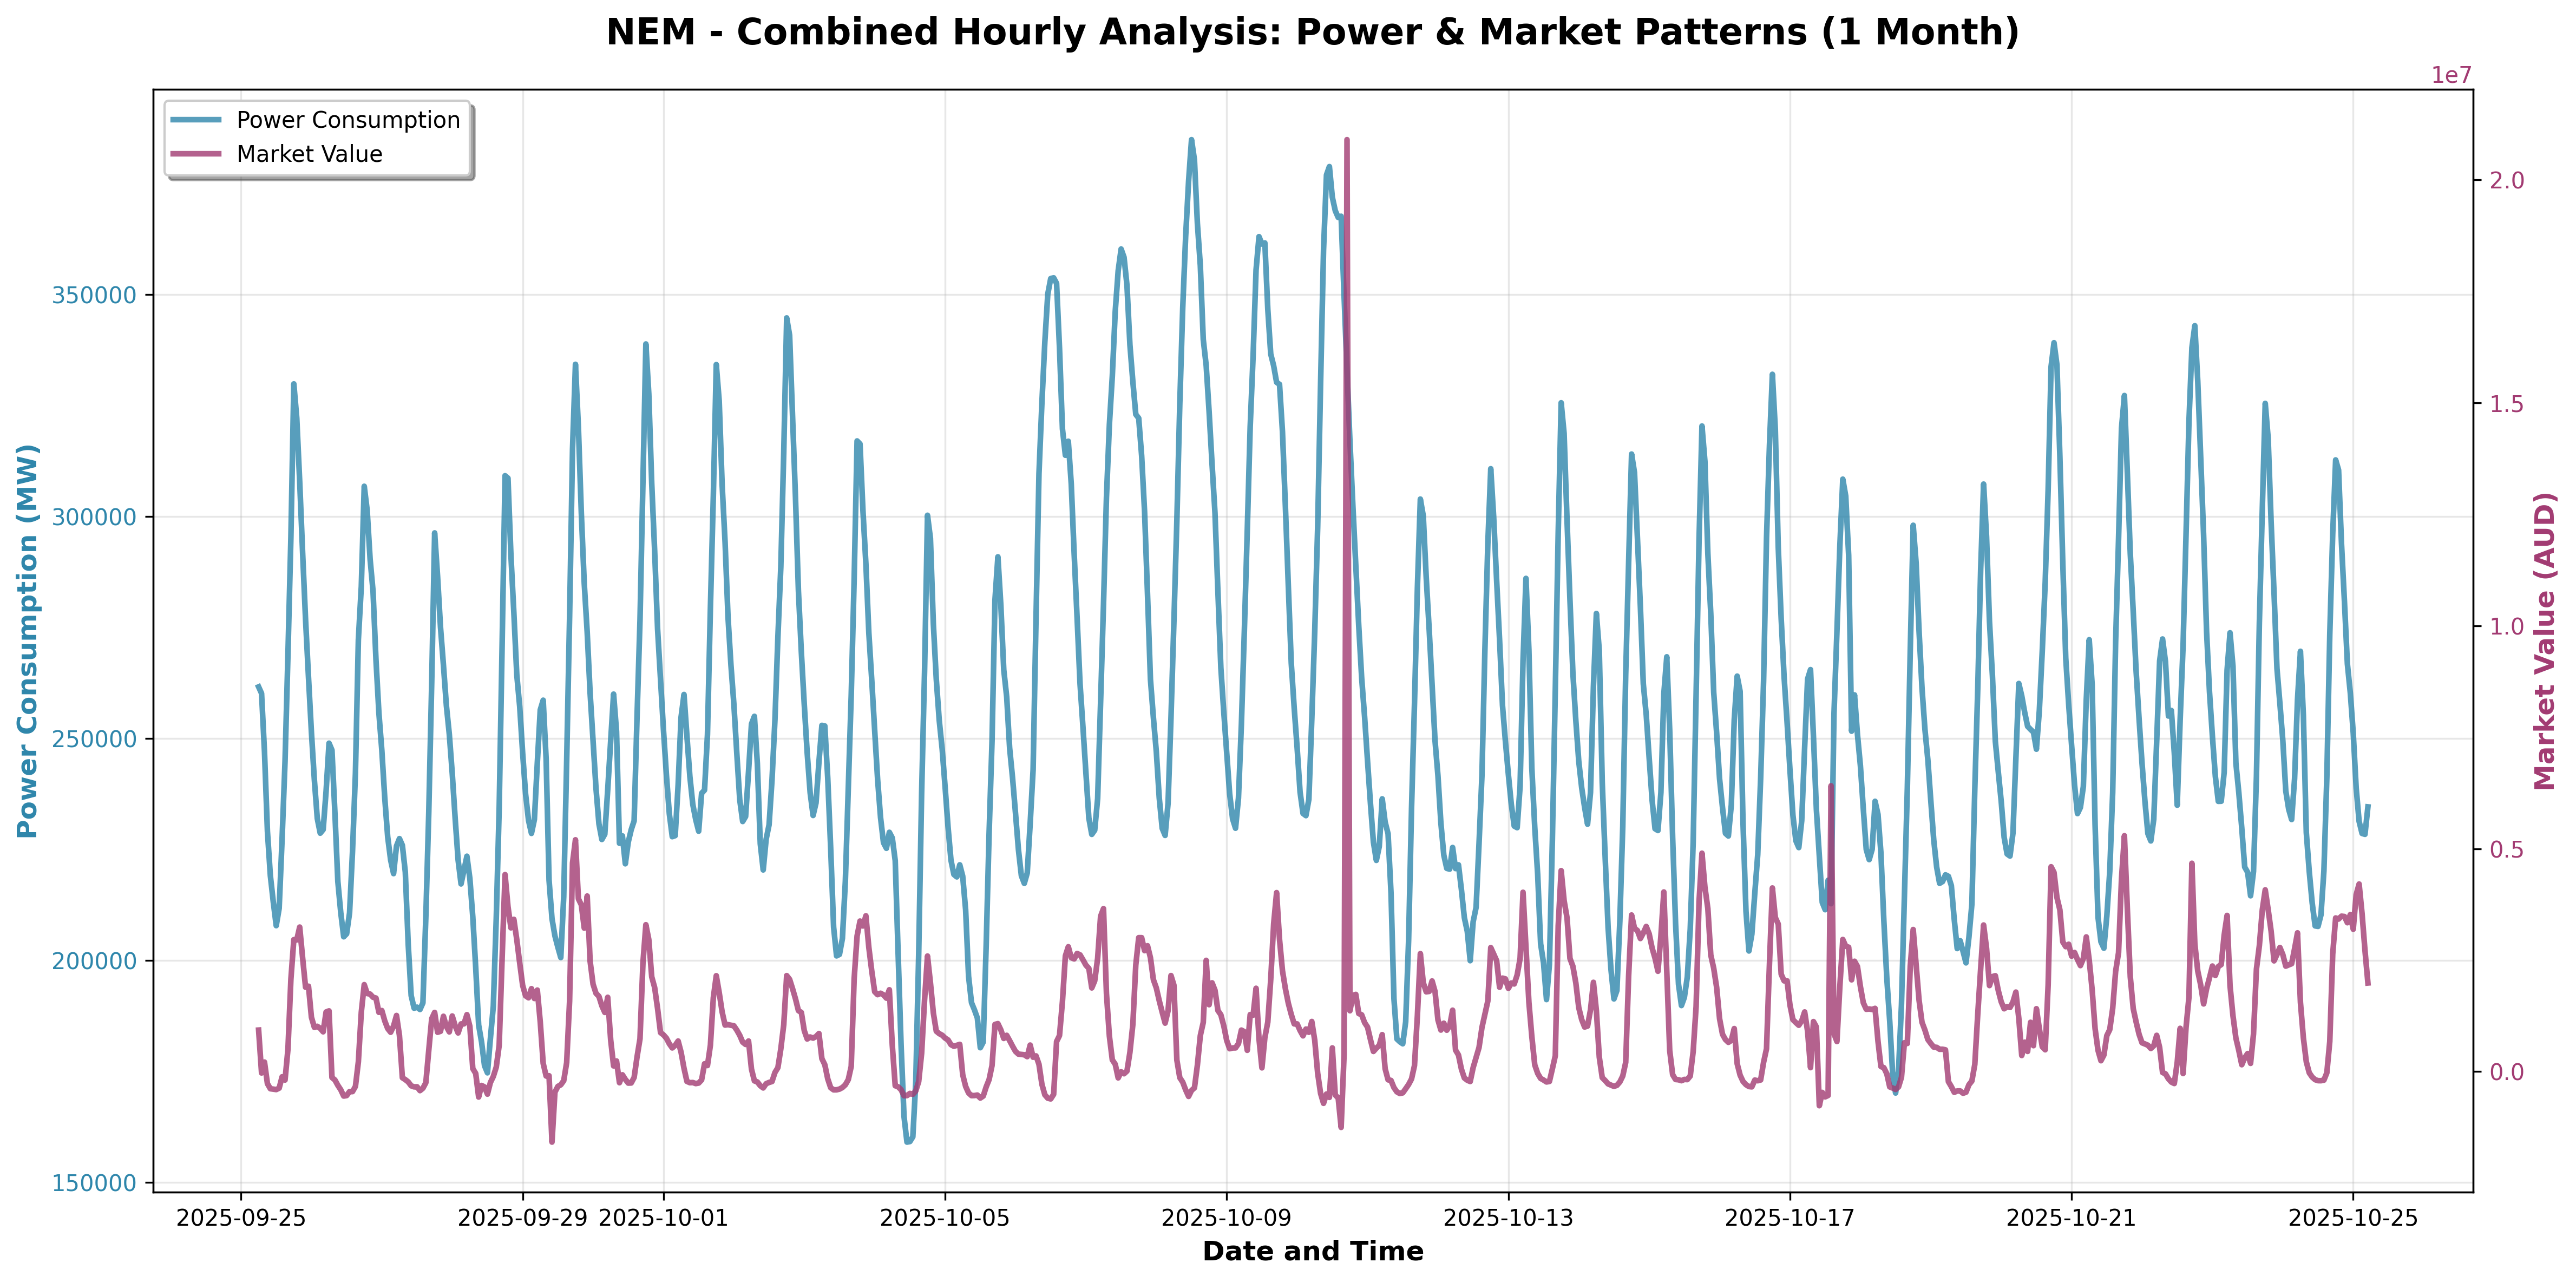 NEM - Combined Hourly Analysis: Power & Market Patterns (1 Month)
1e7
Power Consumption
Market Value
350000
300000
250000
200000
150000
Power Consumption (MW)
2.0
1.5
1.0
0.5
0.0
Market Value (AUD)
2025-09-25 2025-09-29 2025-10-01 2025-10-05 2025-10-09 2025-10-13 2025-10-17 2025-10-21 2025-10-25
Date and Time